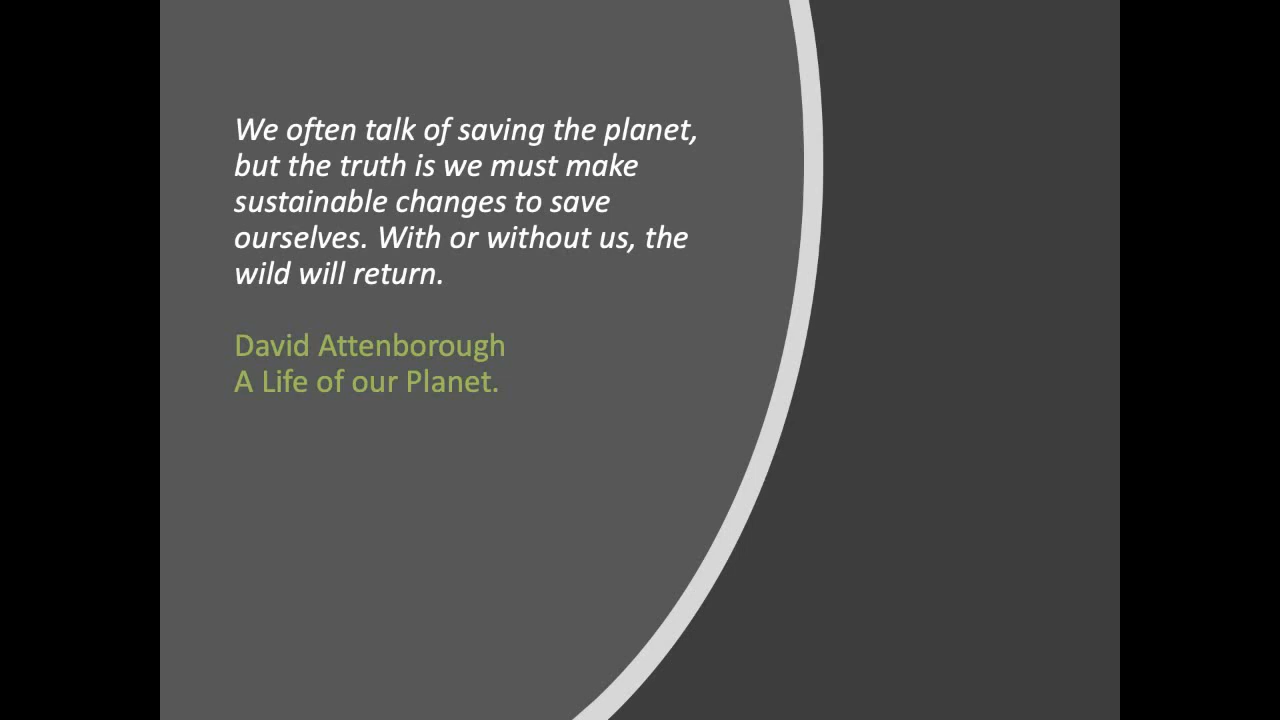 We often talk of saving the planet,
but the truth is we must make
sustainable changes to save
ourselves. With or without us, the
wild will return.
David Attenborough
A Life of our Planet.